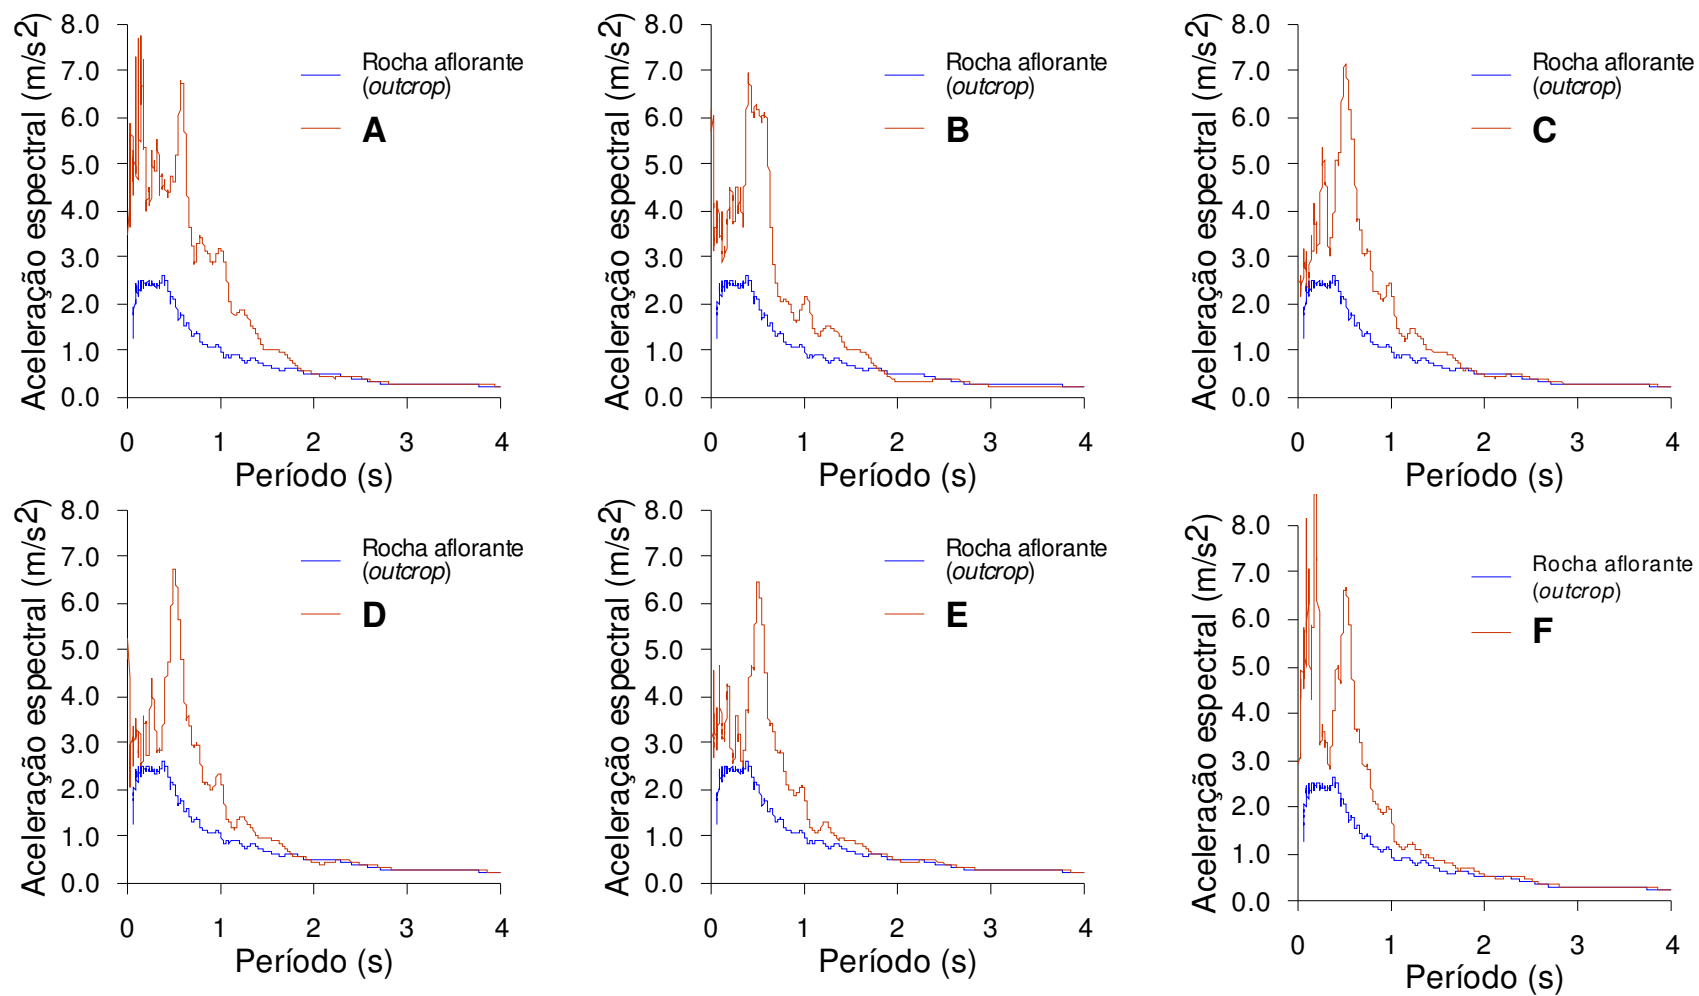 Aceleração espectral (m/s2)
8.0
7.0
6.0
5.0
4.0
3.0
2.0
1.0
0.0
0 1 2 3 4
Período (s)
Rocha aflorante
(outcrop)
A
Aceleração espectral (m/s2)
8.0
7.0
6.0
5.0
4.0
3.0
2.0
1.0
0.0
0 1 2 3 4
Período (s)
Rocha aflorante
(outcrop)
B
Aceleração espectral (m/s2)
8.0
7.0
6.0
5.0
4.0
3.0
2.0
1.0
0.0
0 1 2 3 4
Período (s)
Rocha aflorante
(outcrop)
C
Aceleração espectral (m/s2)
8.0
7.0
6.0
5.0
4.0
3.0
2.0
1.0
0.0
0 1 2 3 4
Período (s)
Rocha aflorante
(outcrop)
D
Aceleração espectral (m/s2)
8.0
7.0
6.0
5.0
4.0
3.0
2.0
1.0
0.0
0 1 2 3 4
Período (s)
Rocha aflorante
(outcrop)
E
Aceleração espectral (m/s2)
8.0
7.0
6.0
5.0
4.0
3.0
2.0
1.0
0.0
0 1 2 3 4
Período (s)
Rocha aflorante
(outcrop)
F